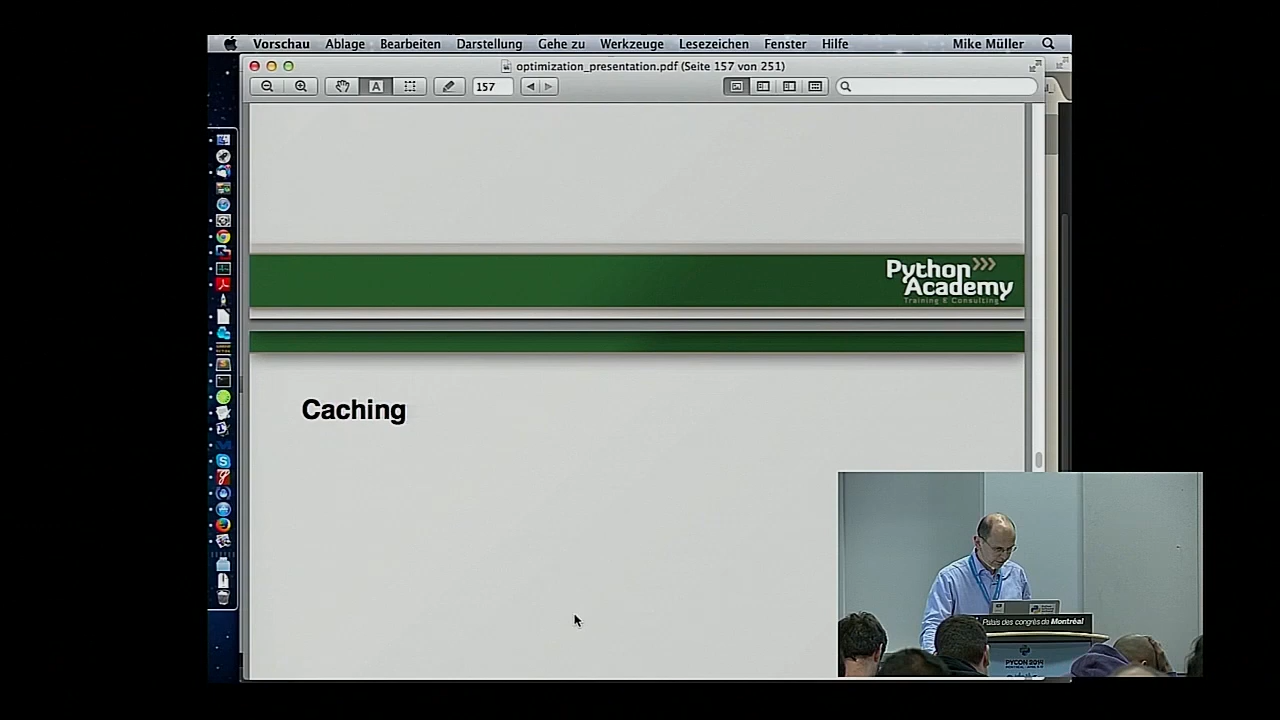 Vorschau Ablage Bearbeiten Darstellung Gehe zu Werkzeuge Lesezeichen Fenster Hilfe Mike Müller
optimization_presentation.pdf (Seite 157 von 251)
A 157
Python
Academy
Training & Consulting
Caching
Palais des congrès de Montréal
PYCON 2014